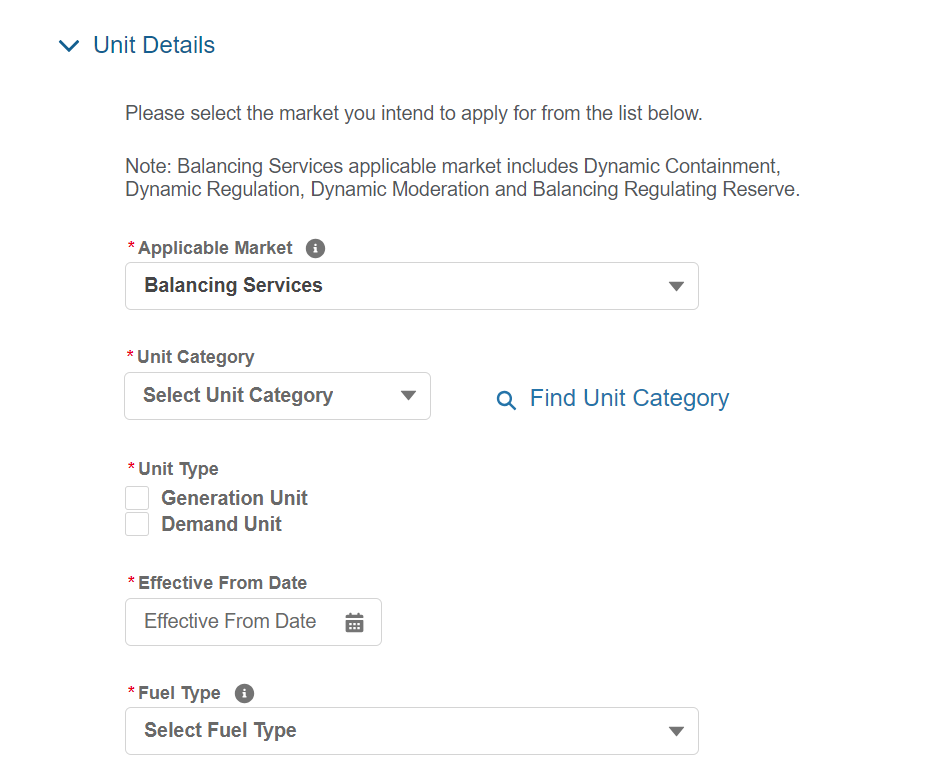 Unit Details
Please select the market you intend to apply for from the list below.
Note: Balancing Services applicable market includes Dynamic Containment,
Dynamic Regulation, Dynamic Moderation and Balancing Regulating Reserve.
*Applicable Market
Balancing Services
*Unit Category
Select Unit Category
Find Unit Category
*Unit Type
Generation Unit
Demand Unit
*Effective From Date
Effective From Date
*Fuel Type
Select Fuel Type